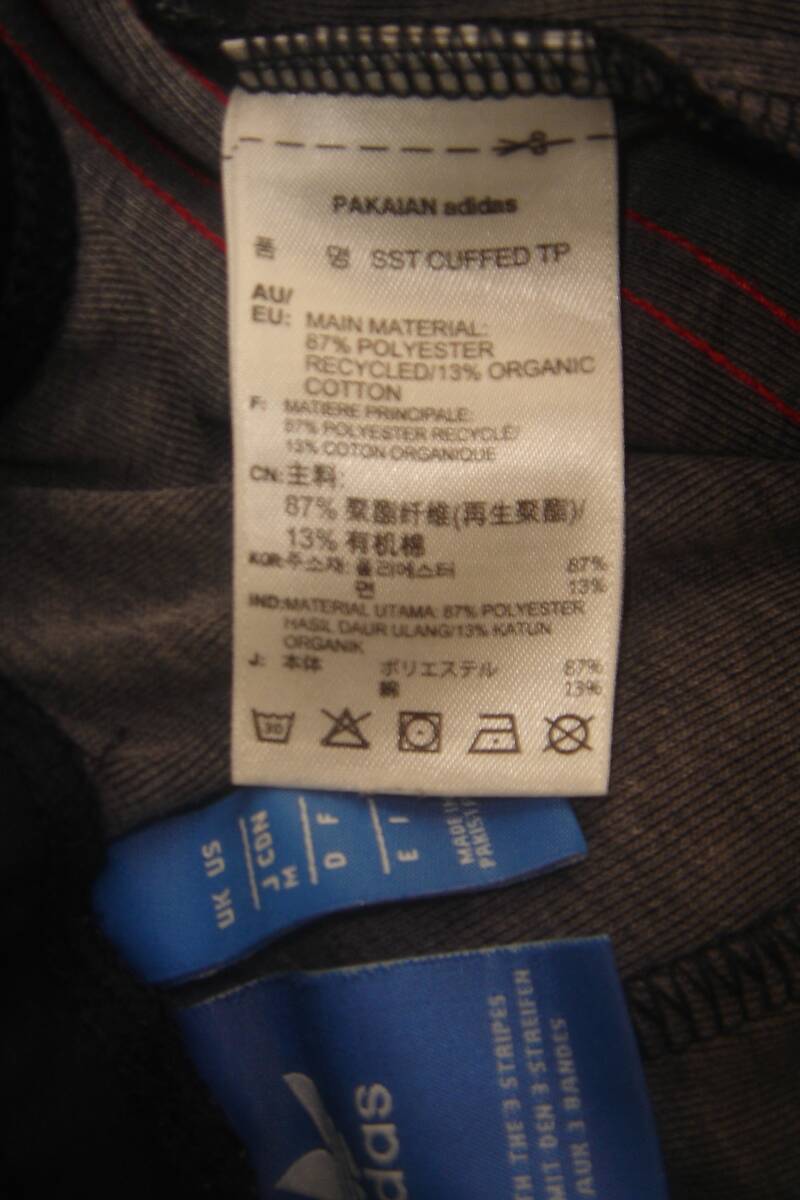 PAKAIAN adidas
품 명 SST CUFFED TP
AU/
EU: MAIN MATERIAL:
87% POLYESTER
RECYCLED/13% ORGANIC
COTTON
F: MATIERE PRINCIPALE:
87% POLYESTER RECYCLE/
13% COTON ORGANIQUE
CN: 主料:
87% 聚酯纤维(再生聚酯)/
13% 有机棉
KOR: 주소재: 폴리에스터 87%
면 13%
IND: MATERIAL UTAMA: 87% POLYESTER
HASIL DAUR ULANG/13% KATUN
ORGANIK
J: 本体 ポリエステル 87%
綿 13%
30
UK US
J CDN
M
D F
E I
MADE IN
PAKIST
das
TH THE 3 STRIPES
MIT DEN 3 STREIFEN
AUX 3 BANDES